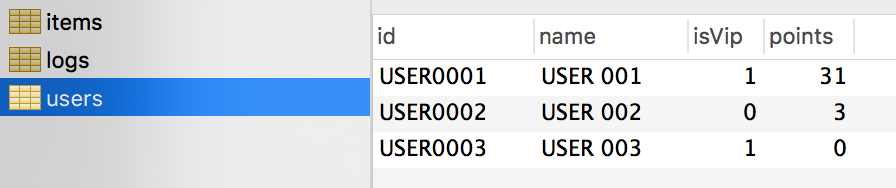 items
logs
users
id name isVip points
USER0001 USER 001 1 31
USER0002 USER 002 0 3
USER0003 USER 003 1 0